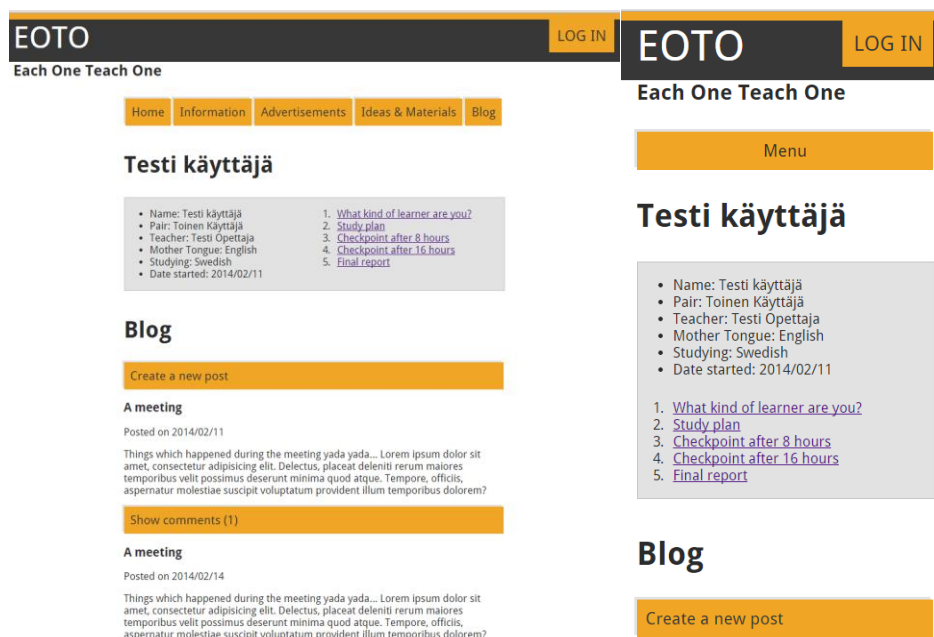 EOTO
LOG IN
Each One Teach One
Home Information Advertisements Ideas & Materials Blog
Testi käyttäjä
• Name: Testi käyttäjä
• Pair: Toinen Käyttäjä
• Teacher: Testi Opettaja
• Mother Tongue: English
• Studying: Swedish
• Date started: 2014/02/11
1. What kind of learner are you?
2. Study plan
3. Checkpoint after 8 hours
4. Checkpoint after 16 hours
5. Final report
Blog
Create a new post
A meeting
Posted on 2014/02/11
Things which happened during the meeting yada yada... Lorem ipsum dolor sit
amet, consectetur adipisicing elit. Delectus, placeat deleniti rerum maiores
temporibus velit possimus deserunt minima quod atque. Tempore, officiis,
aspernatur molestiae suscipit voluptatum provident illum temporibus dolorem?
Show comments (1)
A meeting
Posted on 2014/02/14
Things which happened during the meeting yada yada... Lorem ipsum dolor sit
amet, consectetur adipisicing elit. Delectus, placeat deleniti rerum maiores
temporibus velit possimus deserunt minima quod atque. Tempore, officiis,
aspernatur molestiae suscipit voluptatum provident illum temporibus dolorem?
EOTO
LOG IN
Each One Teach One
Menu
Testi käyttäjä
• Name: Testi käyttäjä
• Pair: Toinen Käyttäjä
• Teacher: Testi Opettaja
• Mother Tongue: English
• Studying: Swedish
• Date started: 2014/02/11
1. What kind of learner are you?
2. Study plan
3. Checkpoint after 8 hours
4. Checkpoint after 16 hours
5. Final report
Blog
Create a new post